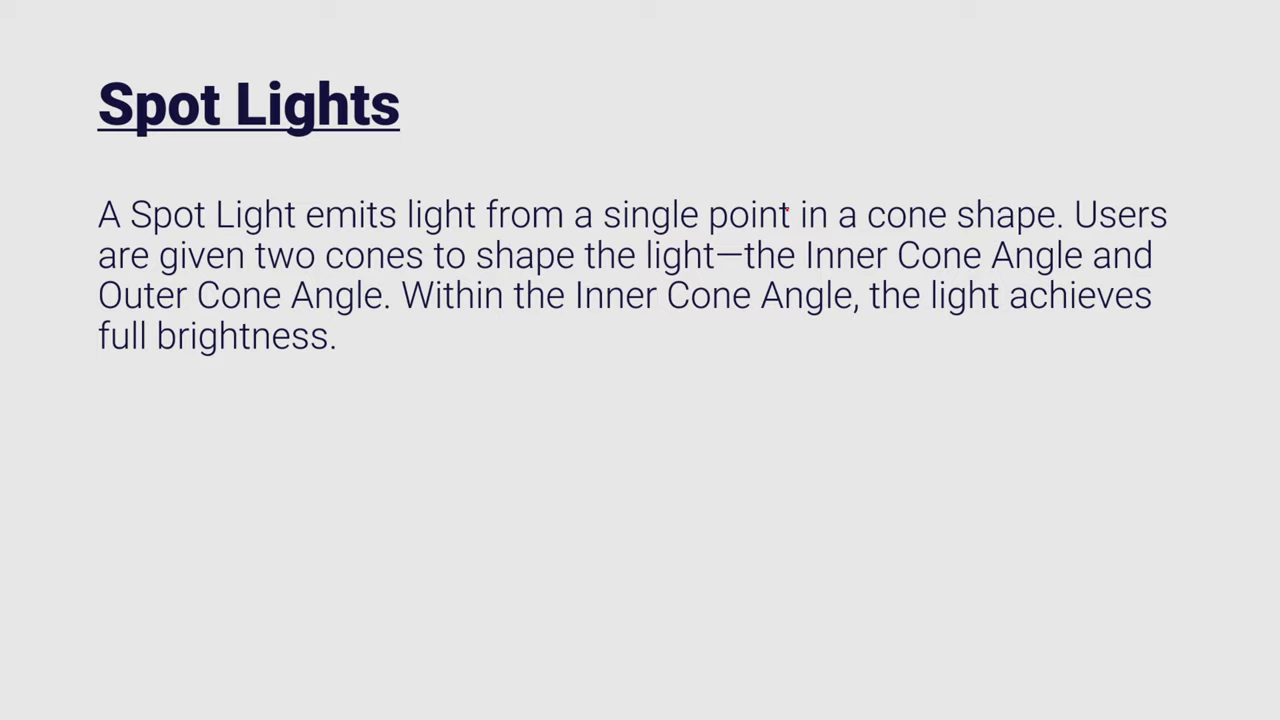 Spot Lights
A Spot Light emits light from a single point in a cone shape. Users
are given two cones to shape the light—the Inner Cone Angle and
Outer Cone Angle. Within the Inner Cone Angle, the light achieves
full brightness.